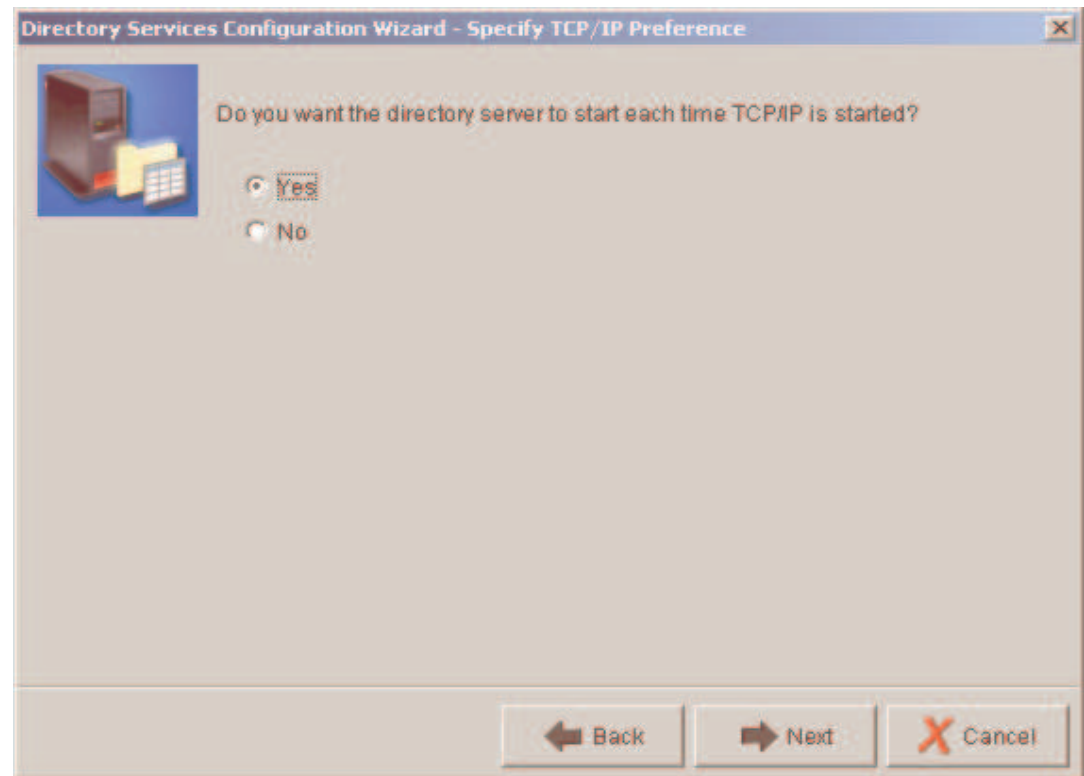 Directory Services Configuration Wizard - Specify TCP/IP Preference
Do you want the directory server to start each time TCP/IP is started?
Yes
No
Back
Next
Cancel